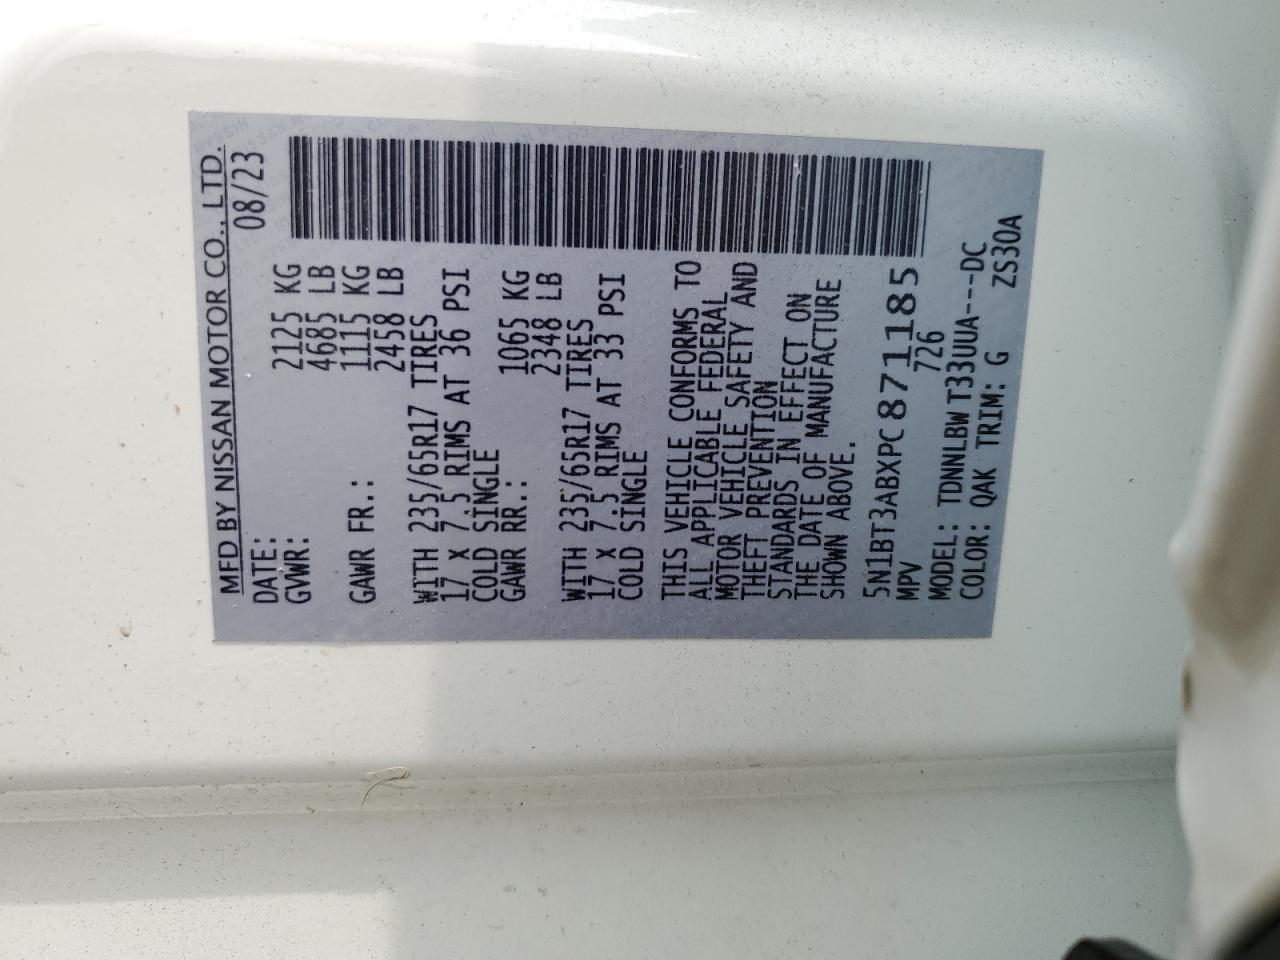 MFD BY NISSAN MOTOR CO., LTD.
DATE: 08/23
GVWR: 2125 KG
4685 LB
1115 KG
GAWR FR.: 2458 LB
WITH 235/65R17 TIRES
17 X 7.5 RIMS AT 36 PSI
COLD SINGLE
GAWR RR.: 1065 KG
2348 LB
WITH 235/65R17 TIRES
17 X 7.5 RIMS AT 33 PSI
COLD SINGLE
THIS VEHICLE CONFORMS TO
ALL APPLICABLE FEDERAL
MOTOR VEHICLE SAFETY AND
THEFT PREVENTION
STANDARDS IN EFFECT ON
THE DATE OF MANUFACTURE
SHOWN ABOVE.
5N1BT3ABXPC871185
MPV 726
MODEL: TDNNLBW T33UUA---DC
COLOR: QAK TRIM: G ZS30A